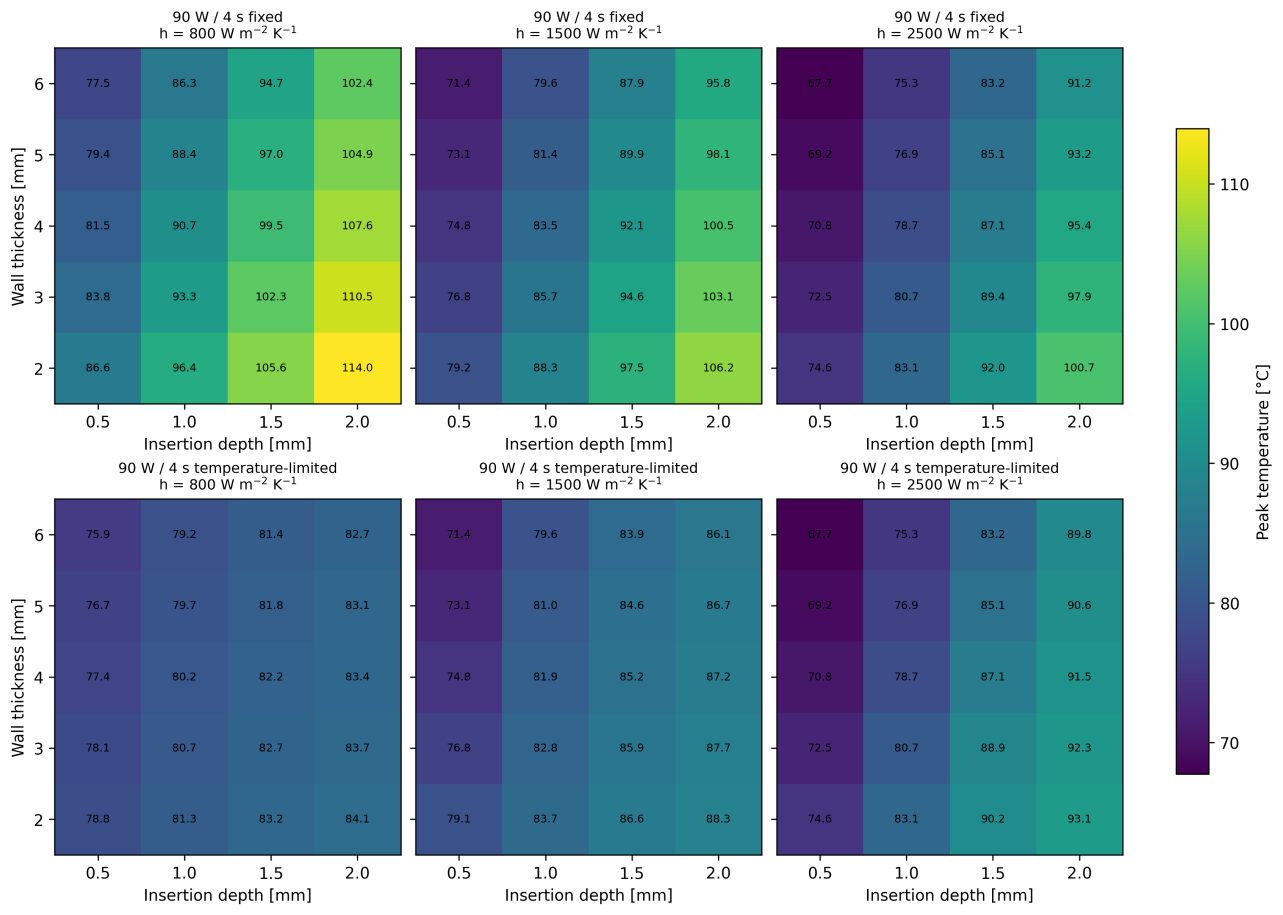 90 W / 4 s fixed
h = 800 W m⁻² K⁻¹
90 W / 4 s fixed
h = 1500 W m⁻² K⁻¹
90 W / 4 s fixed
h = 2500 W m⁻² K⁻¹
Wall thickness [mm]
6 77.5 86.3 94.7 102.4 71.4 79.6 87.9 95.8 67.7 75.3 83.2 91.2
5 79.4 88.4 97.0 104.9 73.1 81.4 89.9 98.1 69.2 76.9 85.1 93.2
4 81.5 90.7 99.5 107.6 74.8 83.5 92.1 100.5 70.8 78.7 87.1 95.4
3 83.8 93.3 102.3 110.5 76.8 85.7 94.6 103.1 72.5 80.7 89.4 97.9
2 86.6 96.4 105.6 114.0 79.2 88.3 97.5 106.2 74.6 83.1 92.0 100.7
0.5 1.0 1.5 2.0 0.5 1.0 1.5 2.0 0.5 1.0 1.5 2.0
Insertion depth [mm] Insertion depth [mm] Insertion depth [mm]
90 W / 4 s temperature-limited
h = 800 W m⁻² K⁻¹
90 W / 4 s temperature-limited
h = 1500 W m⁻² K⁻¹
90 W / 4 s temperature-limited
h = 2500 W m⁻² K⁻¹
Wall thickness [mm]
6 75.9 79.2 81.4 82.7 71.4 79.6 83.9 86.1 67.7 75.3 83.2 89.8
5 76.7 79.7 81.8 83.1 73.1 81.0 84.6 86.7 69.2 76.9 85.1 90.6
4 77.4 80.2 82.2 83.4 74.8 81.9 85.2 87.2 70.8 78.7 87.1 91.5
3 78.1 80.7 82.7 83.7 76.8 82.8 85.9 87.7 72.5 80.7 88.9 92.3
2 78.8 81.3 83.2 84.1 79.1 83.7 86.6 88.3 74.6 83.1 90.2 93.1
0.5 1.0 1.5 2.0 0.5 1.0 1.5 2.0 0.5 1.0 1.5 2.0
Insertion depth [mm] Insertion depth [mm] Insertion depth [mm]
110
100
90
80
70
Peak temperature [°C]